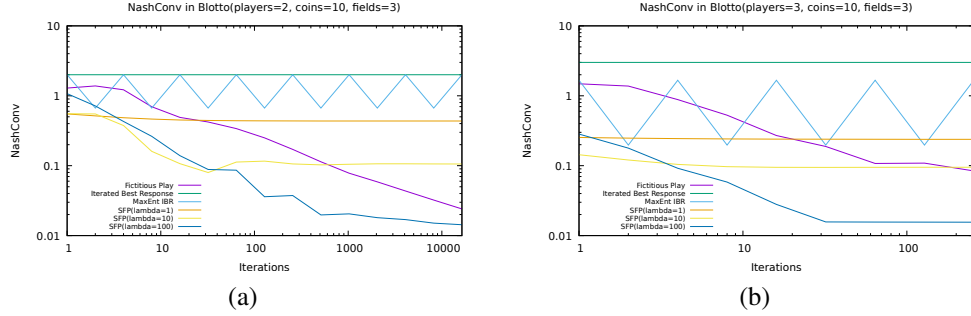 NashConv in Blotto(players=2, coins=10, fields=3)
10
1
0.1
0.01
NashConv
Fictitious Play
Iterated Best Response
MaxEnt IBR
SFP(lambda=1)
SFP(lambda=10)
SFP(lambda=100)
1 10 100 1000 10000
Iterations
(a)
NashConv in Blotto(players=3, coins=10, fields=3)
10
1
0.1
0.01
NashConv
Fictitious Play
Iterated Best Response
MaxEnt IBR
SFP(lambda=1)
SFP(lambda=10)
SFP(lambda=100)
1 10 100
Iterations
(b)